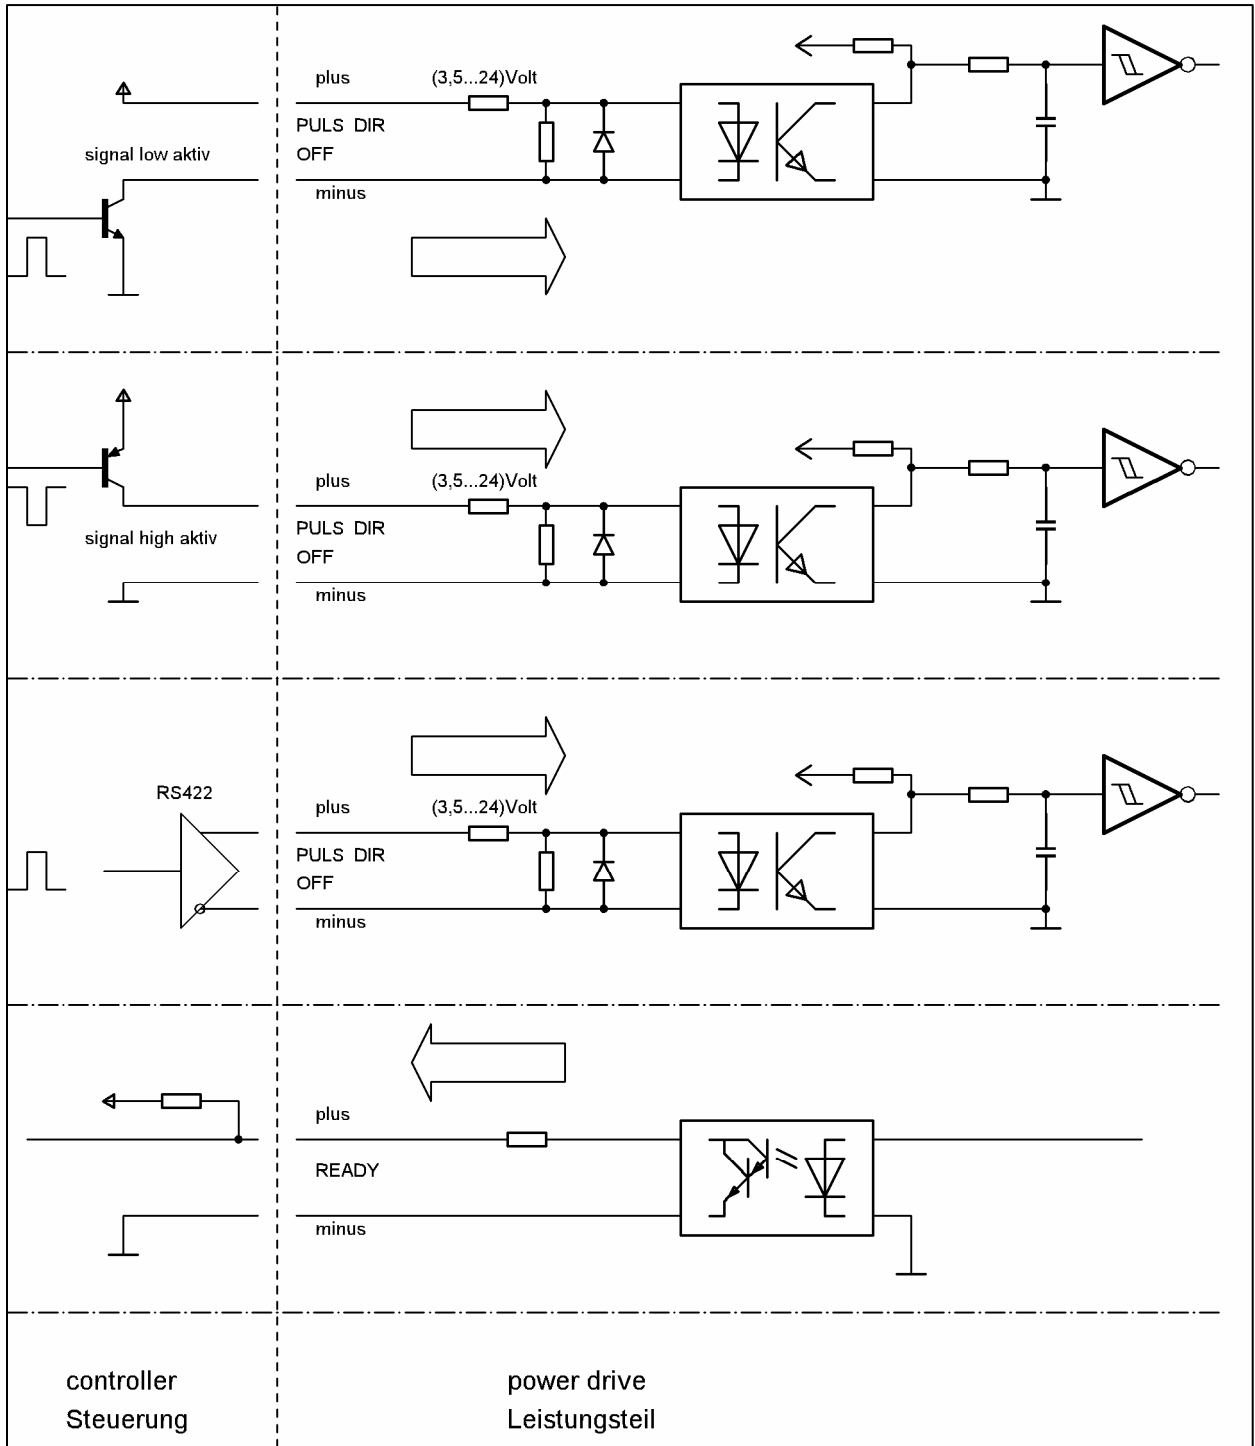 plus (3,5...24)Volt
PULS DIR
signal low aktiv OFF
minus
plus (3,5...24)Volt
PULS DIR
signal high aktiv
OFF
minus
RS422
plus (3,5...24)Volt
PULS DIR
OFF
minus
plus
READY
minus
controller power drive
Steuerung Leistungsteil